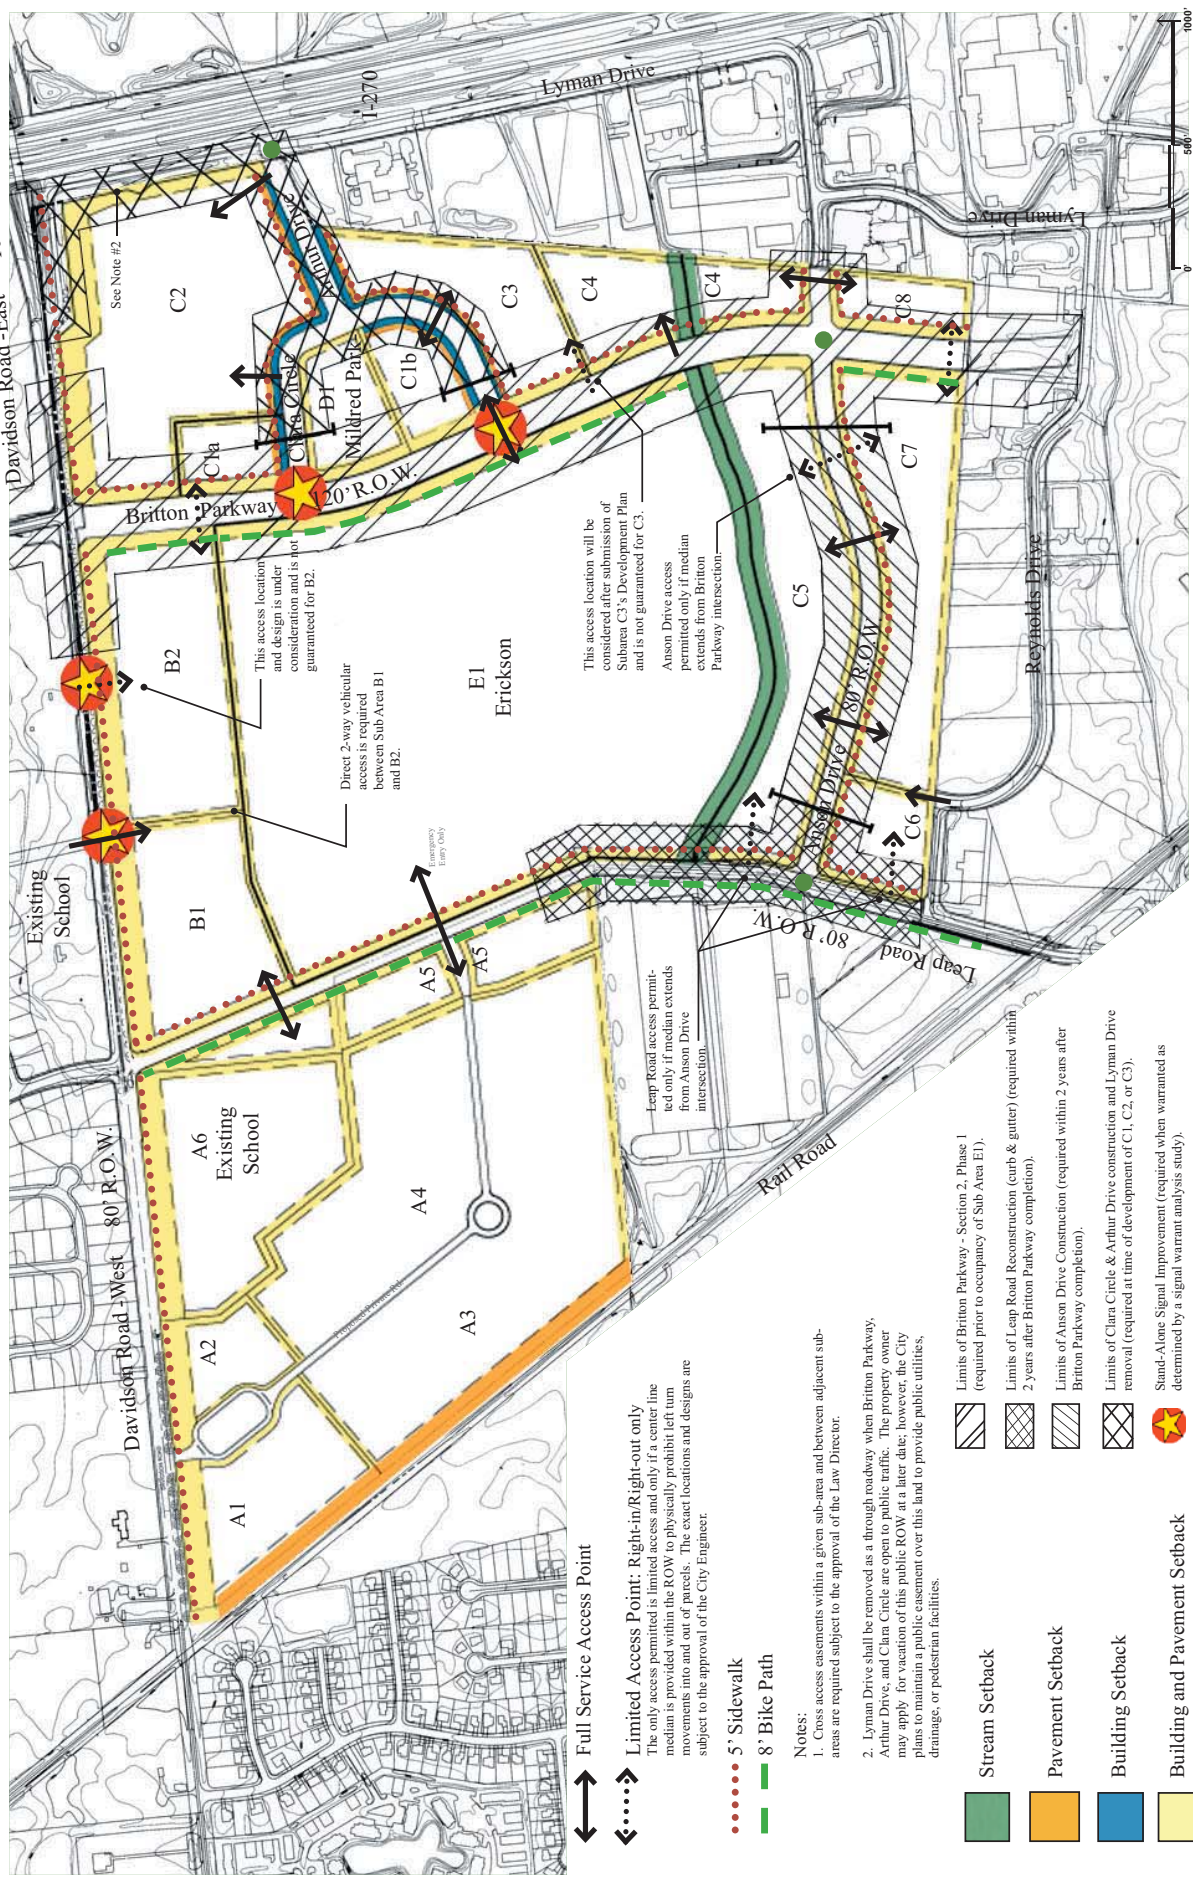 Davidson Road -West 80' R.O.W.
Davidson Road -East
Existing
School
See Note #2
I-270
Lyman Drive
Lyman Drive
Arthur Drive
Clara Circle
Mildred Park
Britton Parkway
120' R.O.W.
A1
A2
A3
A4
A5
A5
A6
Existing
School
B1
B2
C1a
C1b
C2
C3
C4
C4
C5
C6
C7
C8
D1
E1
Erickson
Proposed Private Rd.
Emergency
Entry Only
This access location
and design is under
consideration and is not
guaranteed for B2.
Direct 2-way vehicular
access is required
between Sub Area B1
and B2.
This access location will be
considered after submission of
Subarea C3's Development Plan
and is not guaranteed for C3.
Anson Drive access
permitted only if median
extends from Britton
Parkway intersection.
Leap Road access permit-
ted only if median extends
from Anson Drive
intersection.
Anson Drive
80' R.O.W
80' R.O.W.
Leap Road
Reynolds Drive
Rail Road
0'
500'
1000'
Full Service Access Point
Limited Access Point: Right-in/Right-out only
The only access permitted is limited access and only if a center line
median is provided within the ROW to physically prohibit left turn
movements into and out of parcels. The exact locations and designs are
subject to the approval of the City Engineer.
5' Sidewalk
8' Bike Path
Notes:
1. Cross access easements within a given sub-area and between adjacent sub-
areas are required subject to the approval of the Law Director.
2. Lyman Drive shall be removed as a through roadway when Britton Parkway,
Arthur Drive, and Clara Circle are open to public traffic. The property owner
may apply for vacation of this public ROW at a later date; however, the City
plans to maintain a public easement over this land to provide public utilities,
drainage, or pedestrian facilities.
Stream Setback
Pavement Setback
Building Setback
Building and Pavement Setback
Limits of Britton Parkway - Section 2, Phase 1
(required prior to occupancy of Sub Area E1).
Limits of Leap Road Reconstruction (curb & gutter) (required within
2 years after Britton Parkway completion).
Limits of Anson Drive Construction (required within 2 years after
Britton Parkway completion).
Limits of Clara Circle & Arthur Drive construction and Lyman Drive
removal (required at time of development of C1, C2, or C3).
Stand-Alone Signal Improvement (required when warranted as
determined by a signal warrant analysis study).